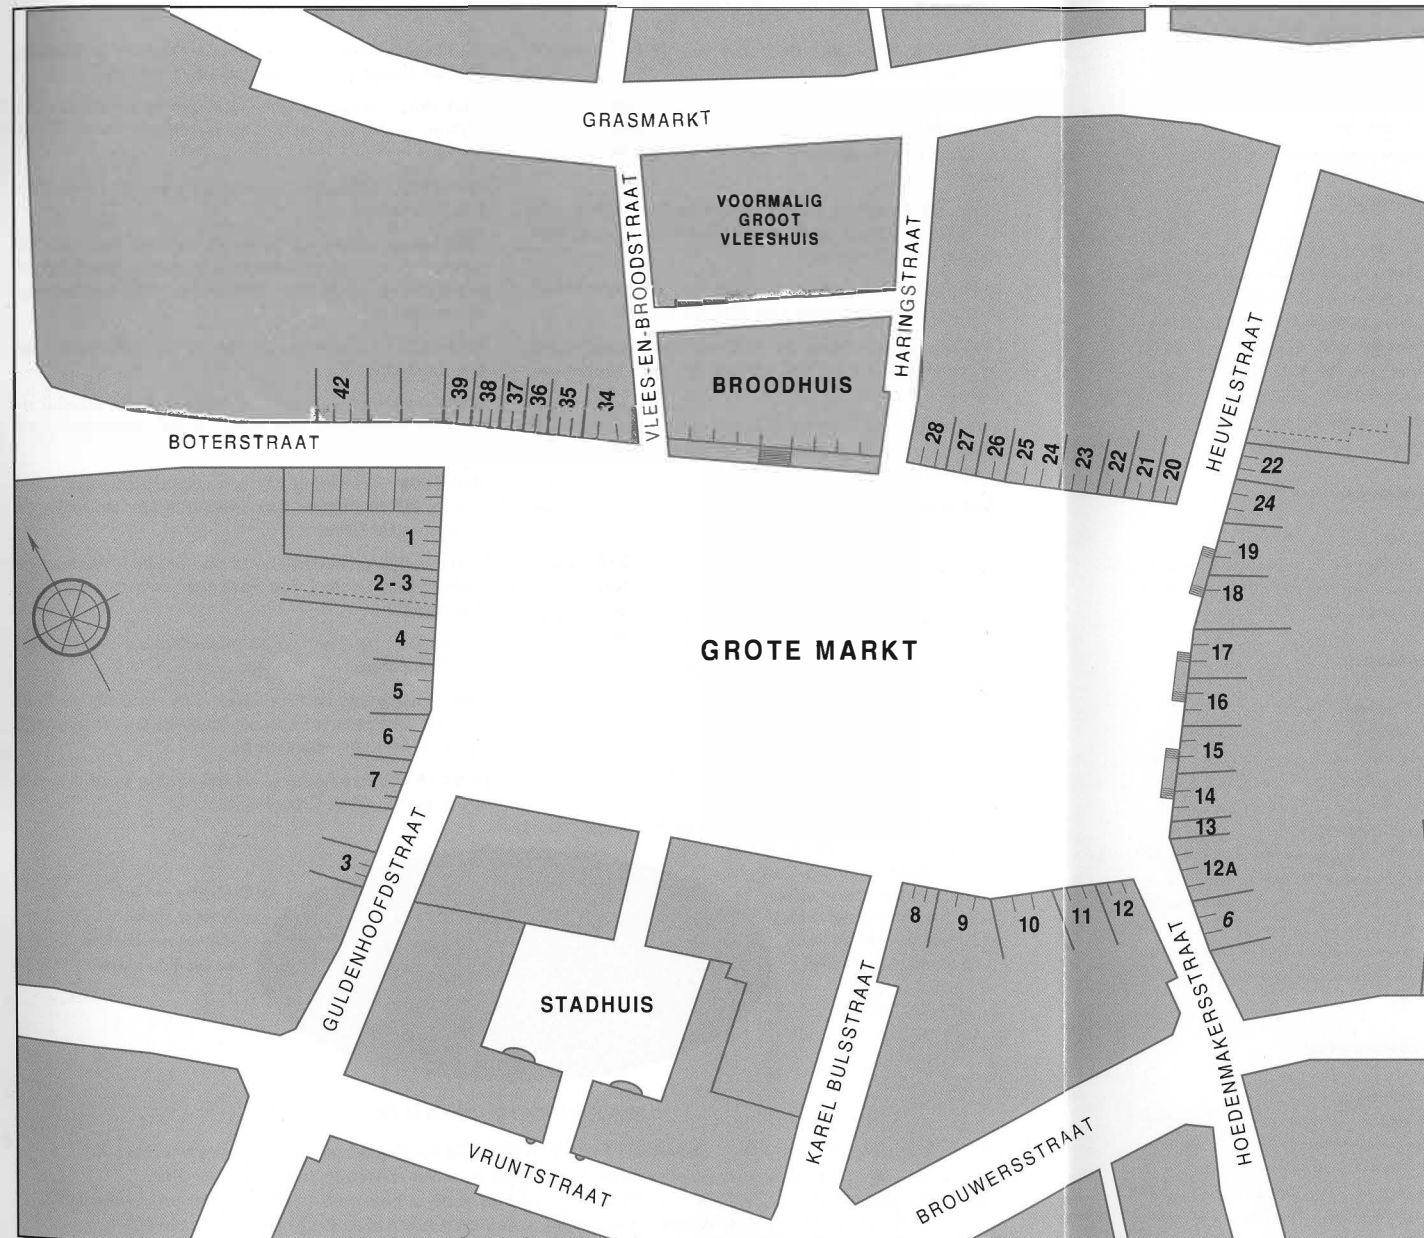 GRASMARKT
VOORMALIG
GROOT
VLEESHUIS
VLEES-EN-BROODSTRAAT
HARINGSTRAAT
HEUVELSTRAAT
BROODHUIS
42
39
38
37
36
35
34
BOTERSTRAAT
28
27
26
25
24
23
22
21
20
22
24
19
18
17
16
15
14
13
12A
6
1
2 - 3
4
5
6
7
3
GROTE MARKT
GULDENHOOFDSTRAAT
STADHUIS
8
9
10
11
12
KAREL BULSSTRAAT
HOEDENMAKERSSTRAAT
BROUWERSSTRAAT
VRUNTSTRAAT